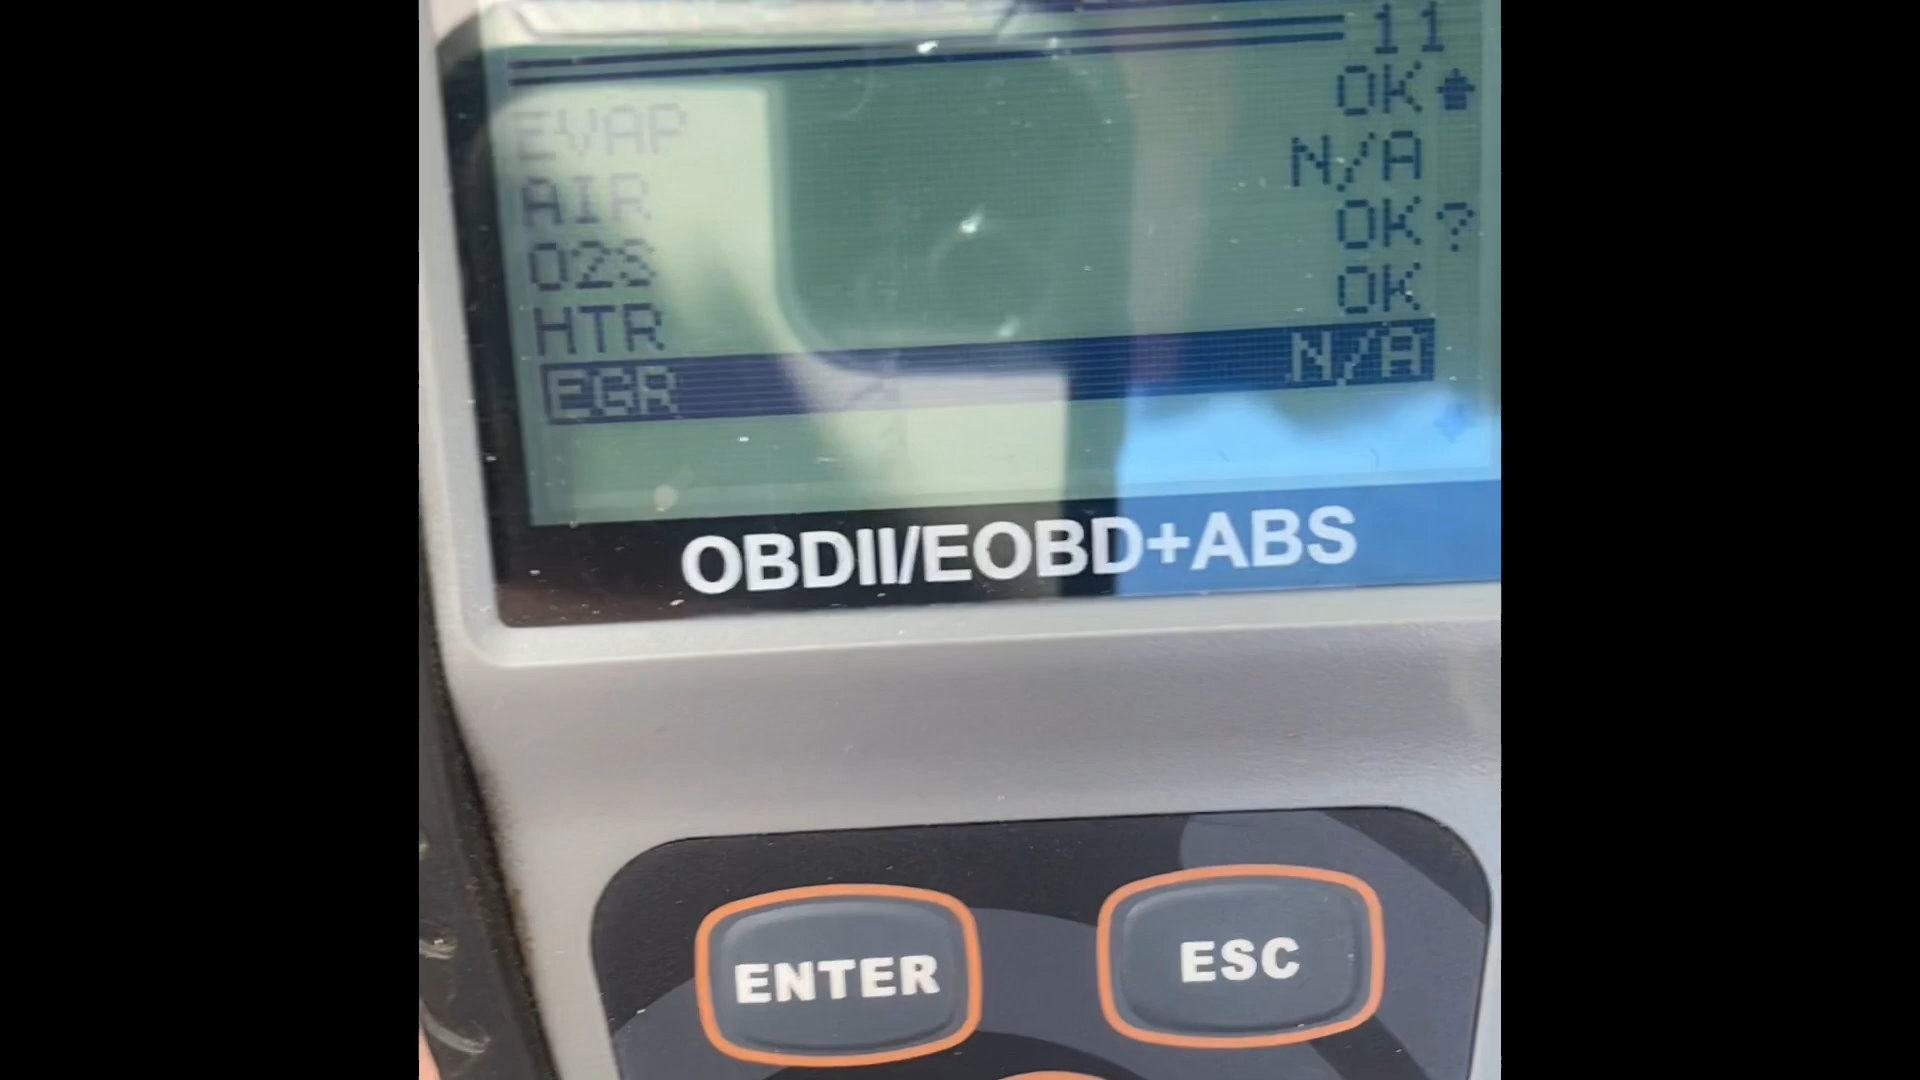 11
EVAP OK
AIR N/A
O2S OK ?
HTR OK
EGR N/A
OBDII/EOBD+ABS
ENTER ESC